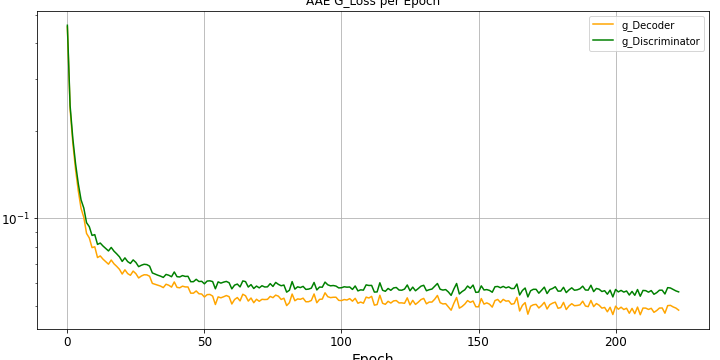 AAE G_Loss per Epoch
g_Decoder
g_Discriminator
10⁻¹
0 50 100 150 200
Epoch